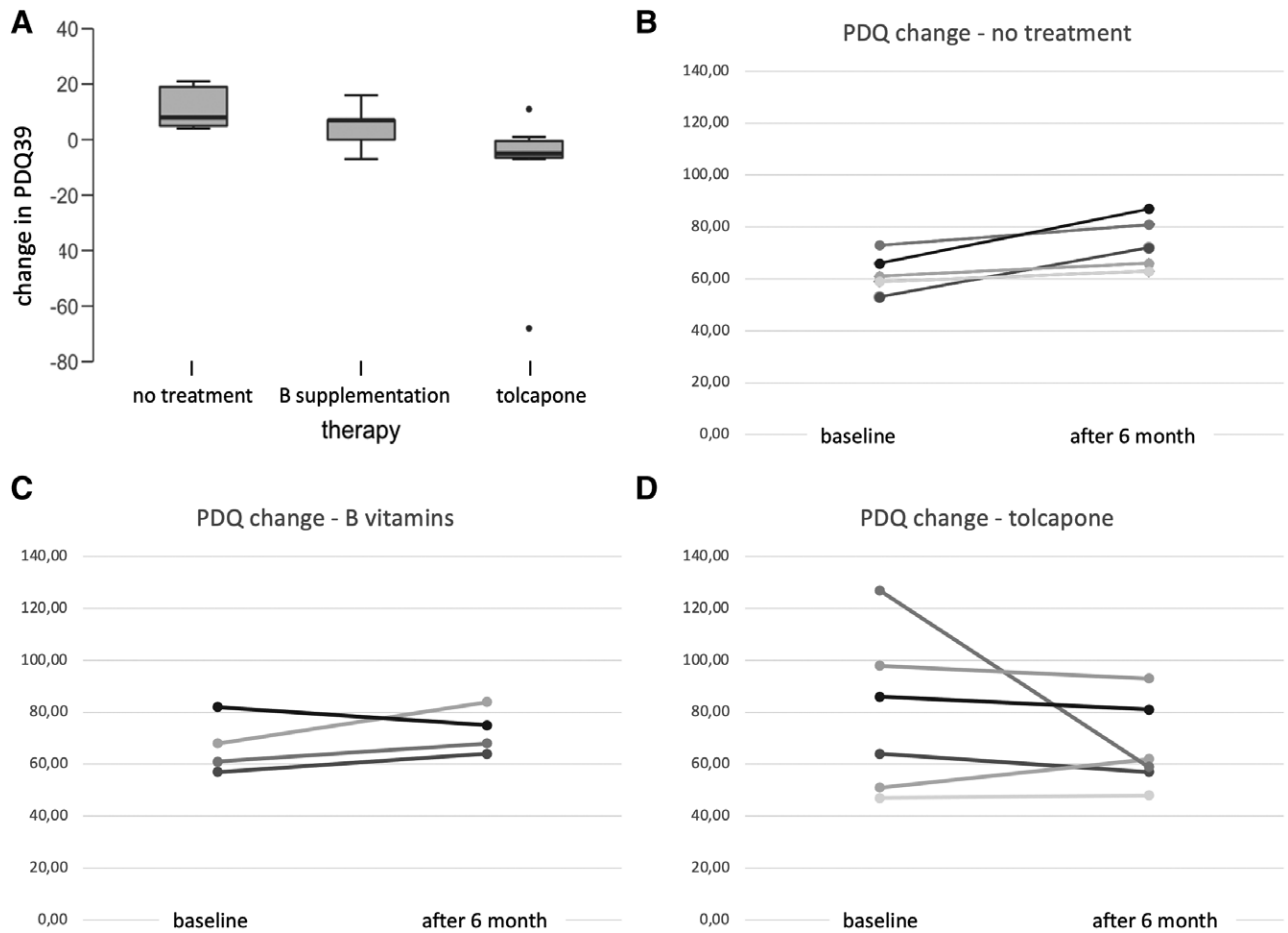 A
40
20
0
-20
-40
-60
-80
change in PDQ39
no treatment
B supplementation
tolcapone
therapy
B
PDQ change - no treatment
140,00
120,00
100,00
80,00
60,00
40,00
20,00
0,00
baseline
after 6 month
C
PDQ change - B vitamins
140,00
120,00
100,00
80,00
60,00
40,00
20,00
0,00
baseline
after 6 month
D
PDQ change - tolcapone
140,00
120,00
100,00
80,00
60,00
40,00
20,00
0,00
baseline
after 6 month